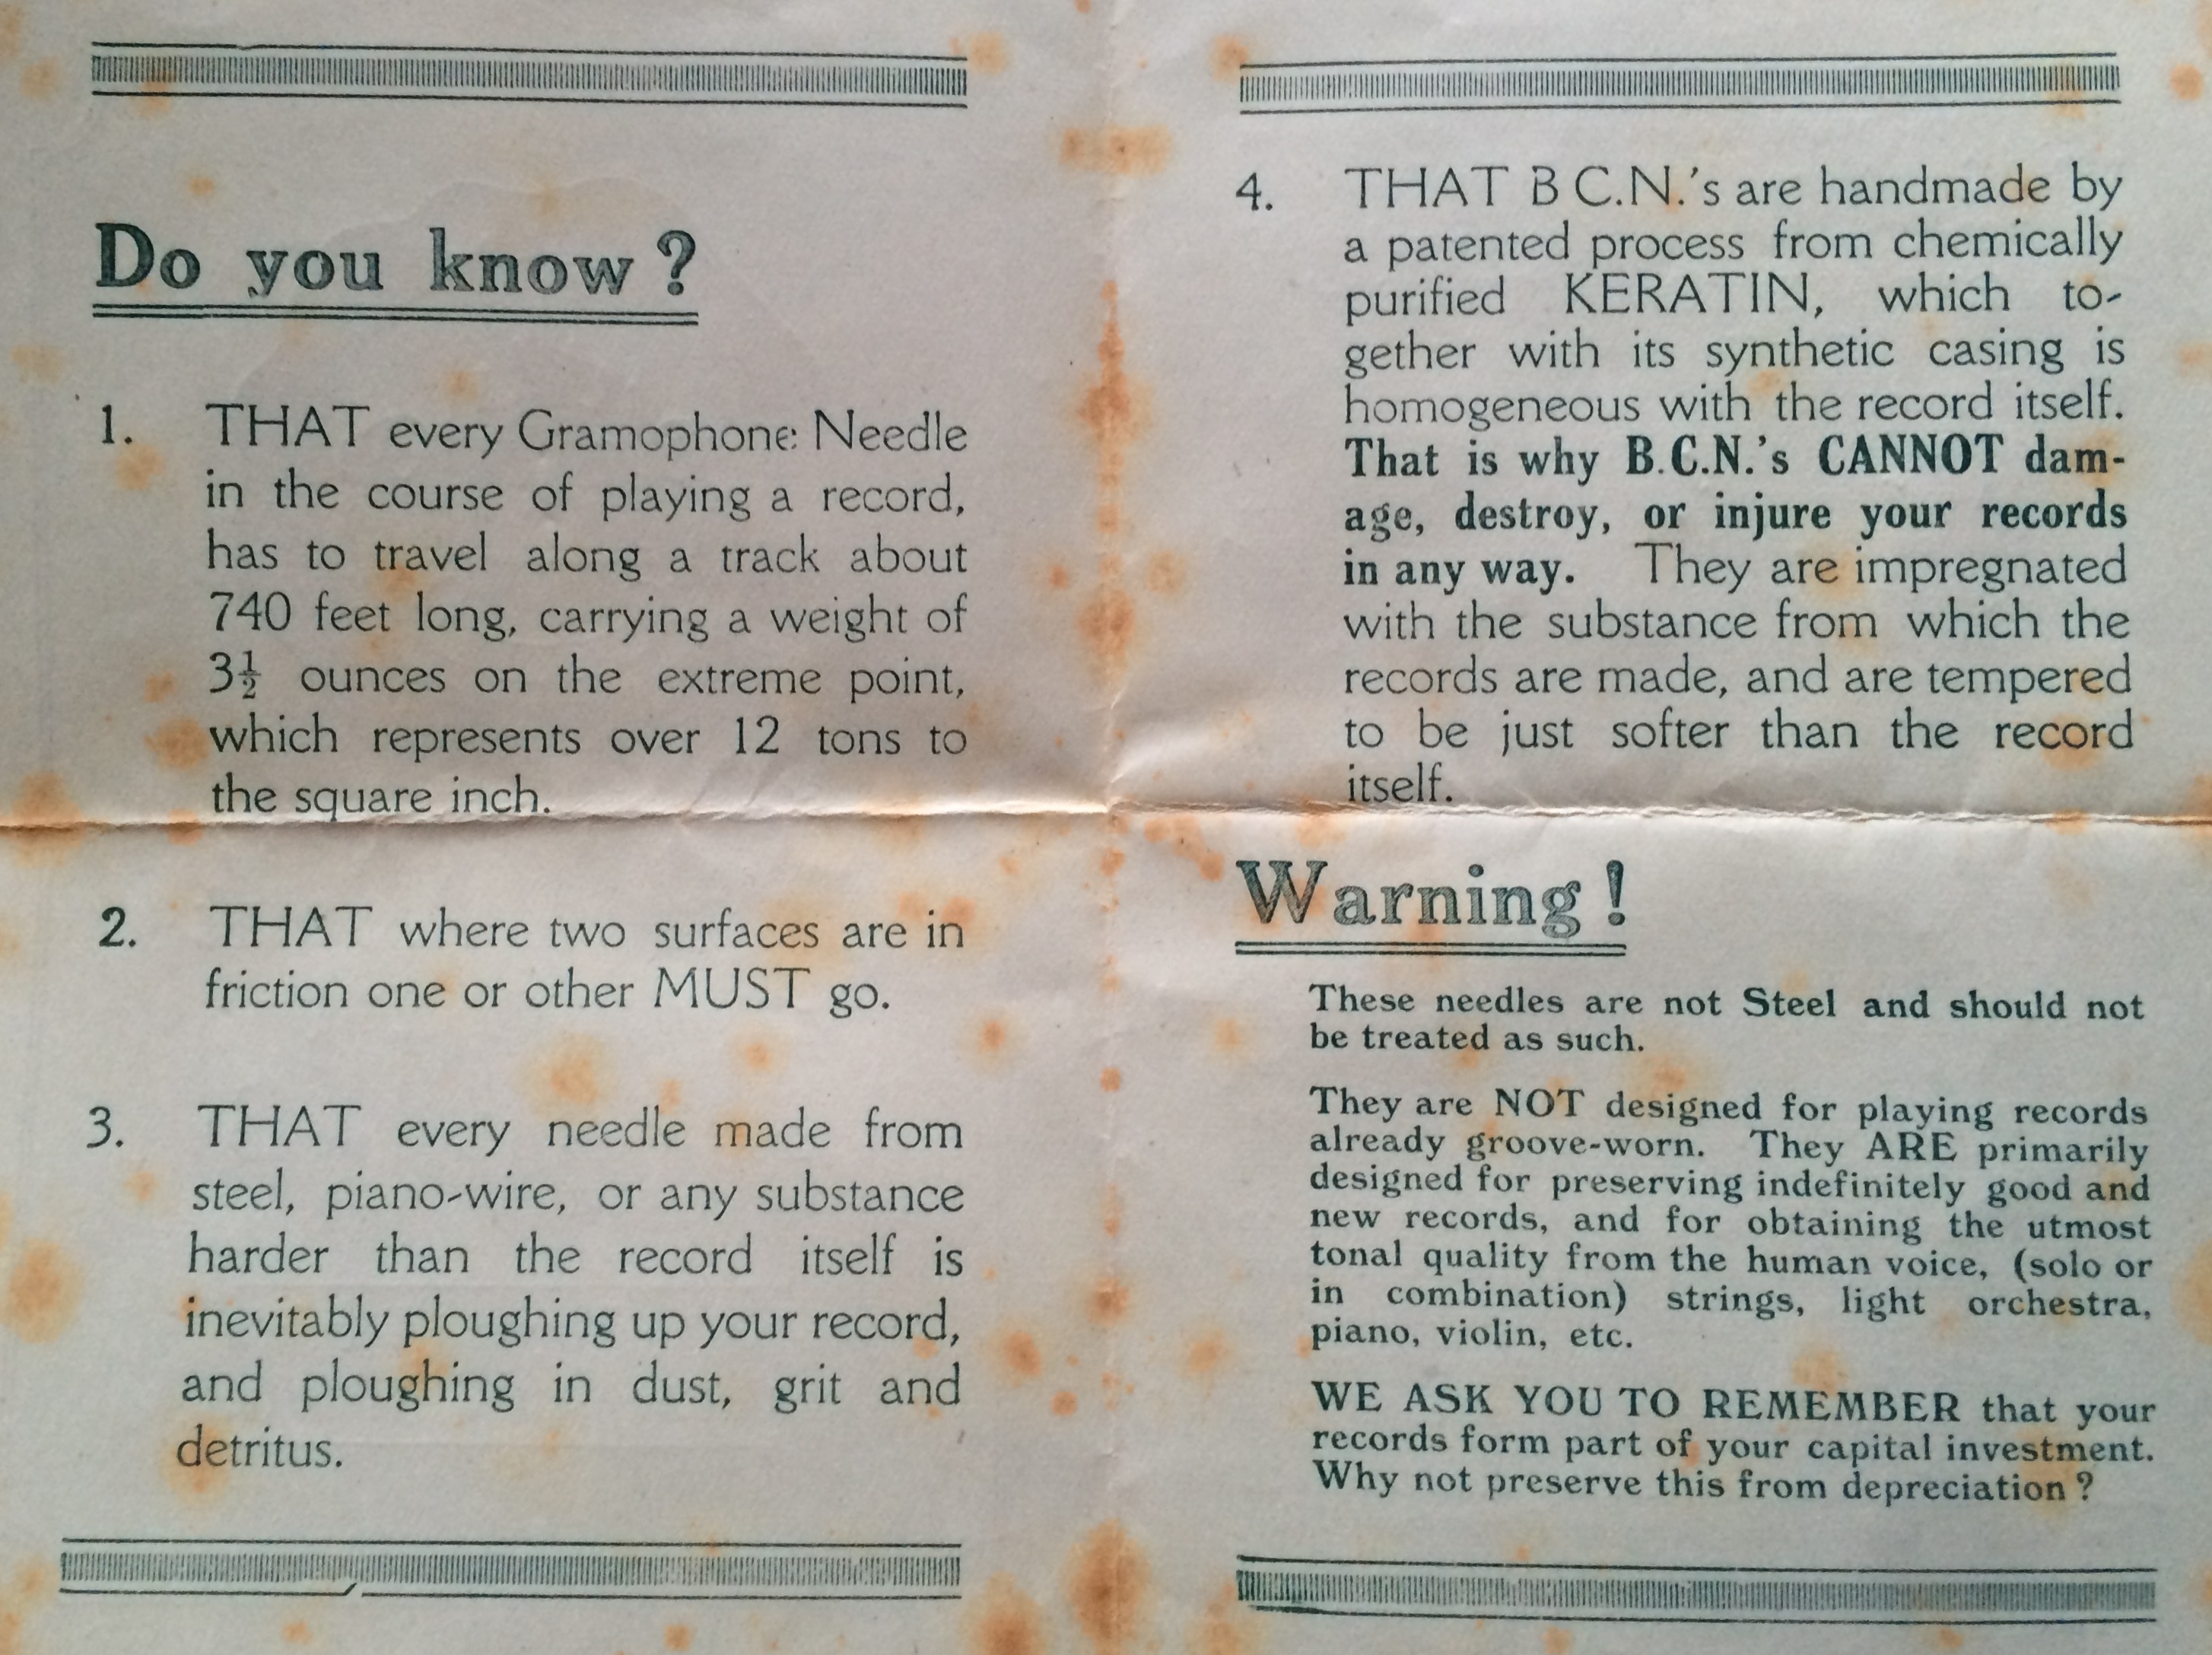 Do you know?
1. THAT every Gramophone: Needle
in the course of playing a record,
has to travel along a track about
740 feet long, carrying a weight of
3½ ounces on the extreme point,
which represents over 12 tons to
the square inch.
2. THAT where two surfaces are in
friction one or other MUST go.
3. THAT every needle made from
steel, piano-wire, or any substance
harder than the record itself is
inevitably ploughing up your record,
and ploughing in dust, grit and
detritus.
4. THAT B C.N.'s are handmade by
a patented process from chemically
purified KERATIN, which to-
gether with its synthetic casing is
homogeneous with the record itself.
That is why B.C.N.'s CANNOT dam-
age, destroy, or injure your records
in any way. They are impregnated
with the substance from which the
records are made, and are tempered
to be just softer than the record
itself.
Warning!
These needles are not Steel and should not
be treated as such.
They are NOT designed for playing records
already groove-worn. They ARE primarily
designed for preserving indefinitely good and
new records, and for obtaining the utmost
tonal quality from the human voice, (solo or
in combination) strings, light orchestra,
piano, violin, etc.
WE ASK YOU TO REMEMBER that your
records form part of your capital investment.
Why not preserve this from depreciation?